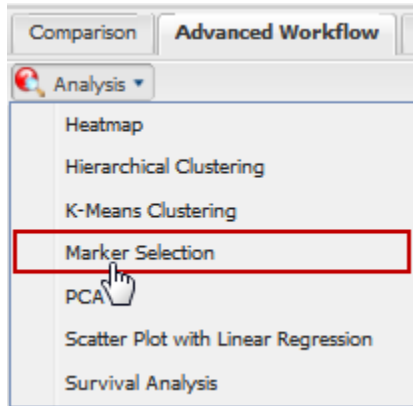 Comparison Advanced Workflow
Analysis
Heatmap
Hierarchical Clustering
K-Means Clustering
Marker Selection
PCA
Scatter Plot with Linear Regression
Survival Analysis